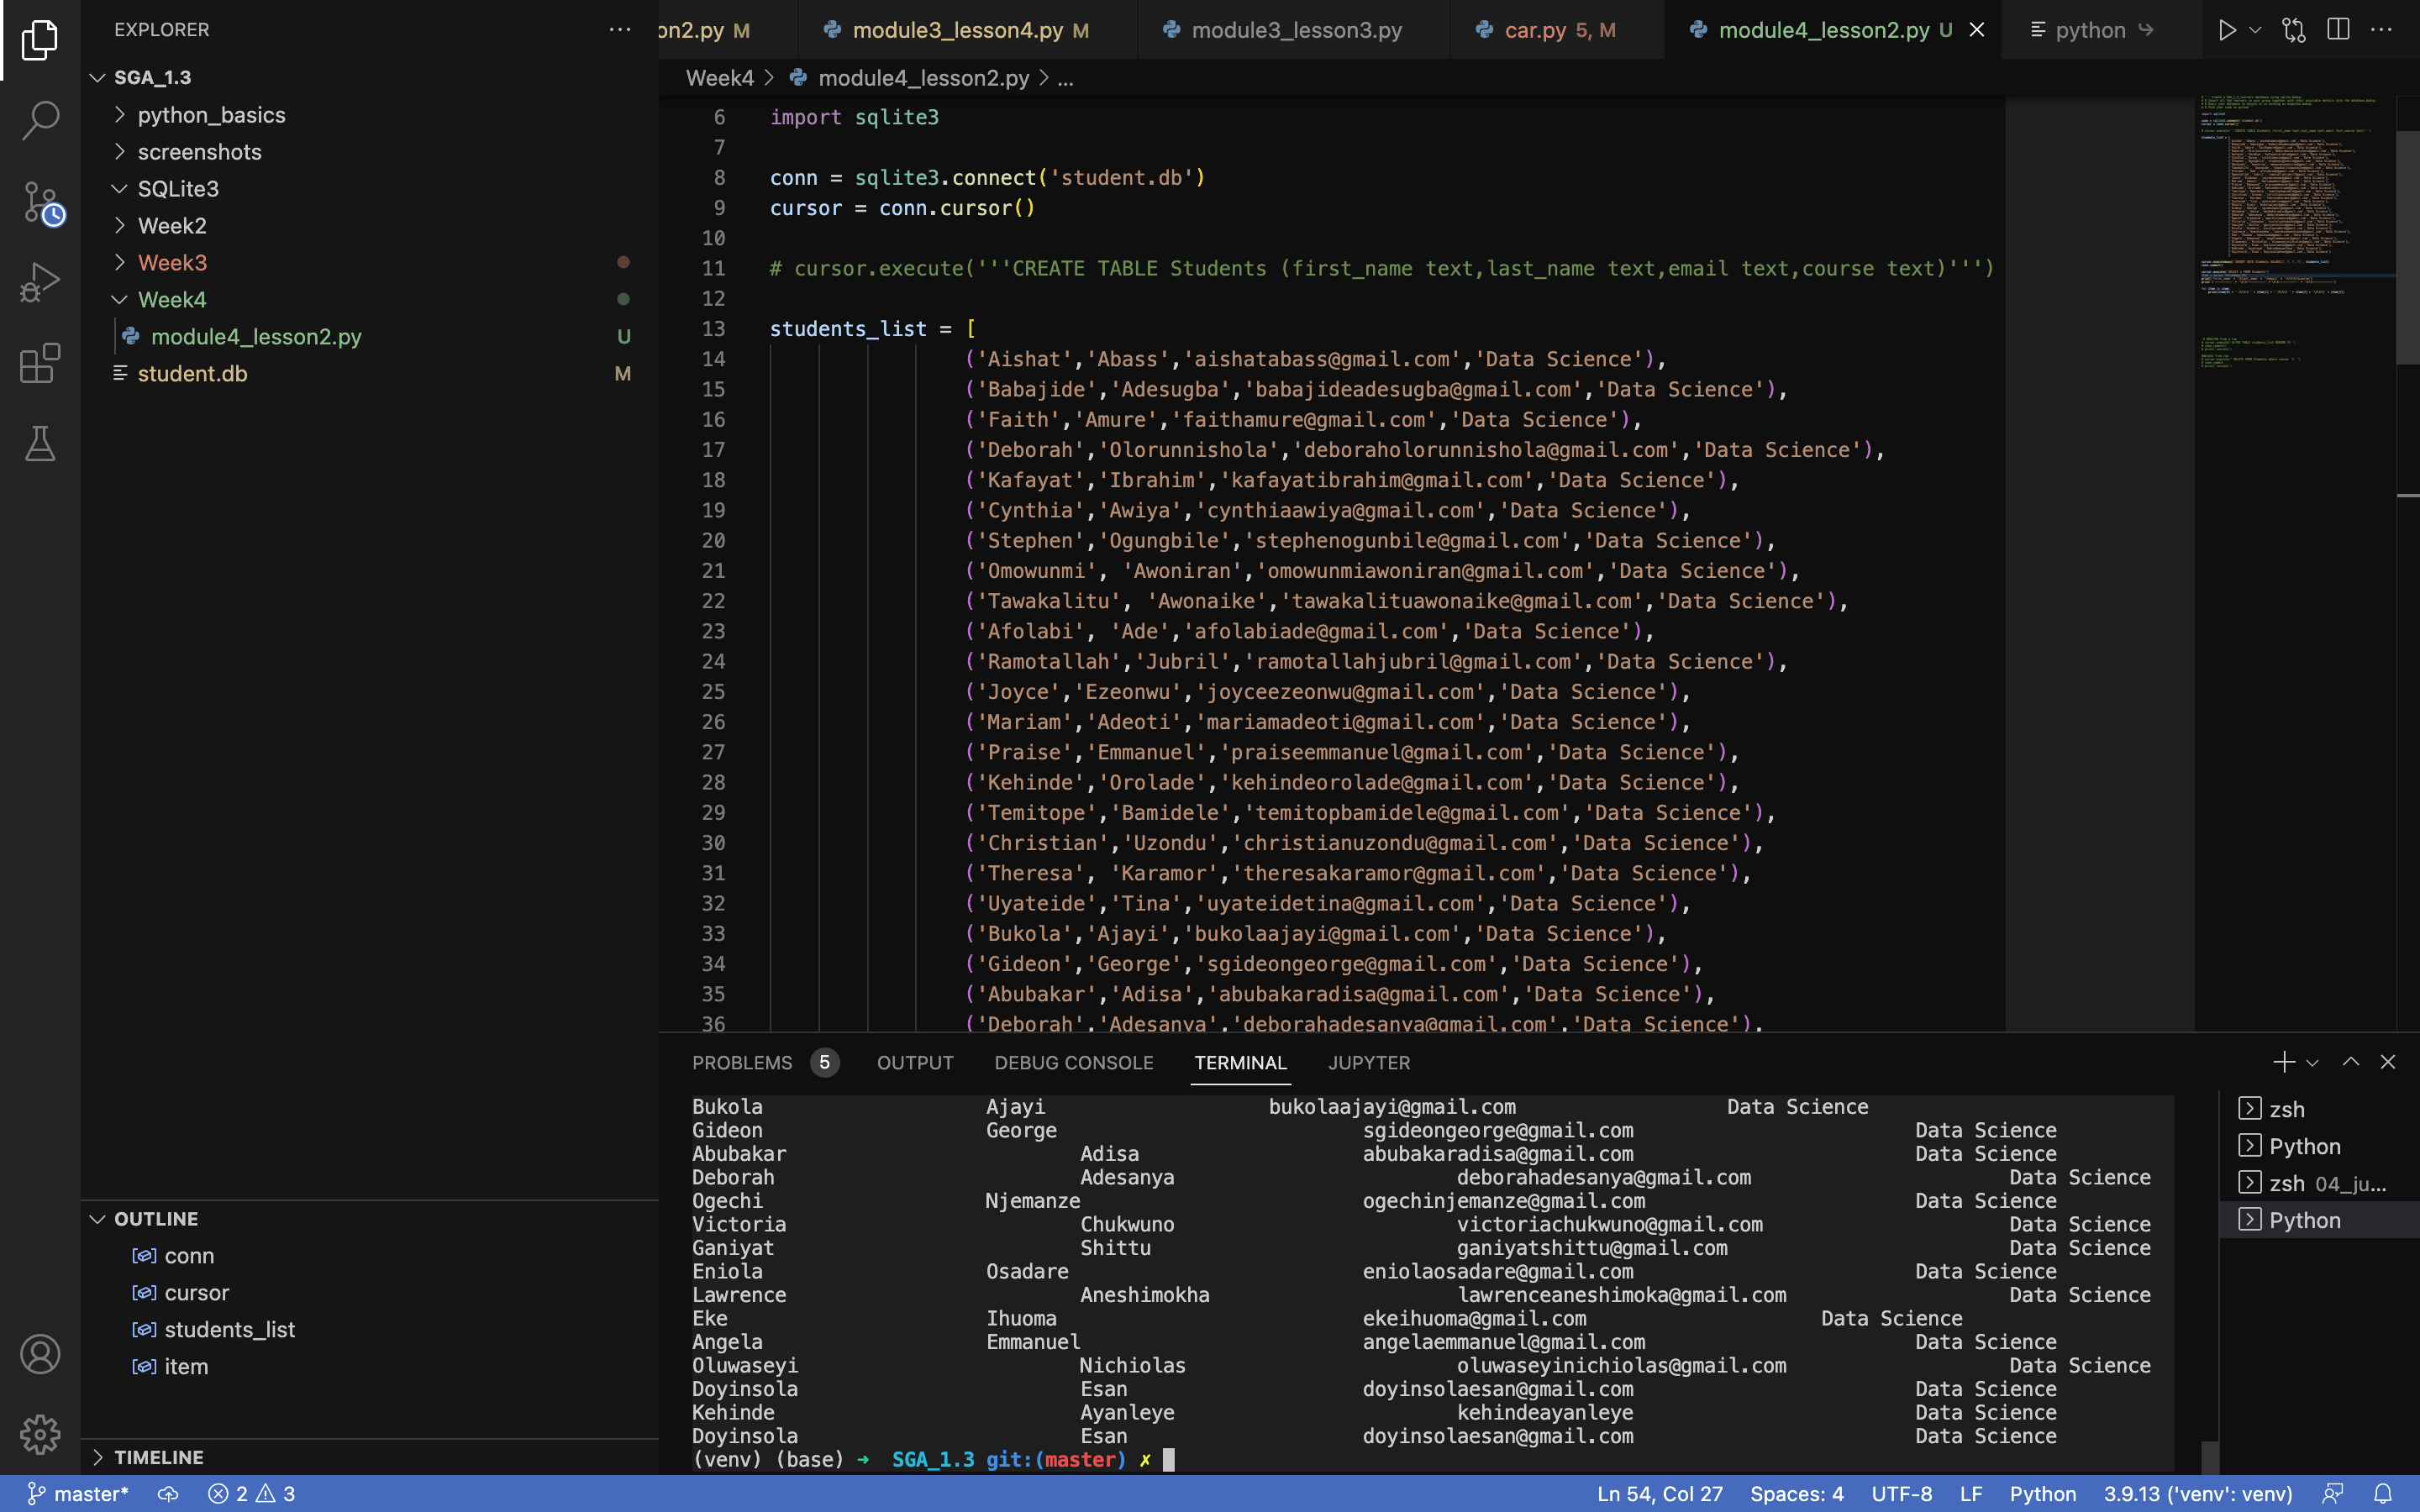 EXPLORER
SGA_1.3
python_basics
screenshots
SQLite3
Week2
Week3
Week4
module4_lesson2.py U
student.db M
OUTLINE
conn
cursor
students_list
item
TIMELINE
on2.py M module3_lesson4.py M module3_lesson3.py car.py 5, M module4_lesson2.py U python
Week4 > module4_lesson2.py > ...
6 import sqlite3
7
8 conn = sqlite3.connect('student.db')
9 cursor = conn.cursor()
10
11 # cursor.execute('''CREATE TABLE Students (first_name text,last_name text,email text,course text)''')
12
13 students_list = [
14 ('Aishat','Abass','aishatabass@gmail.com','Data Science'),
15 ('Babajide','Adesugba','babajideadesugba@gmail.com','Data Science'),
16 ('Faith','Amure','faithamure@gmail.com','Data Science'),
17 ('Deborah','Olorunnishola','deboraholorunnishola@gmail.com','Data Science'),
18 ('Kafayat','Ibrahim','kafayatibrahim@gmail.com','Data Science'),
19 ('Cynthia','Awiya','cynthiaawiya@gmail.com','Data Science'),
20 ('Stephen','Ogungbile','stephenogunbile@gmail.com','Data Science'),
21 ('Omowunmi', 'Awoniran','omowunmiawoniran@gmail.com','Data Science'),
22 ('Tawakalitu', 'Awonaike','tawakalituawonaike@gmail.com','Data Science'),
23 ('Afolabi', 'Ade','afolabiade@gmail.com','Data Science'),
24 ('Ramotallah','Jubril','ramotallahjubril@gmail.com','Data Science'),
25 ('Joyce','Ezeonwu','joyceezeonwu@gmail.com','Data Science'),
26 ('Mariam','Adeoti','mariamadeoti@gmail.com','Data Science'),
27 ('Praise','Emmanuel','praiseemmanuel@gmail.com','Data Science'),
28 ('Kehinde','Orolade','kehindeorolade@gmail.com','Data Science'),
29 ('Temitope','Bamidele','temitopbamidele@gmail.com','Data Science'),
30 ('Christian','Uzondu','christianuzondu@gmail.com','Data Science'),
31 ('Theresa', 'Karamor','theresakaramor@gmail.com','Data Science'),
32 ('Uyateide','Tina','uyateidetina@gmail.com','Data Science'),
33 ('Bukola','Ajayi','bukolaajayi@gmail.com','Data Science'),
34 ('Gideon','George','sgideongeorge@gmail.com','Data Science'),
35 ('Abubakar','Adisa','abubakaradisa@gmail.com','Data Science'),
36 ('Deborah','Adesanya','deborahadesanya@gmail.com','Data Science'),
PROBLEMS 5 OUTPUT DEBUG CONSOLE TERMINAL JUPYTER
Bukola Ajayi bukolaajayi@gmail.com Data Science
Gideon George sgideongeorge@gmail.com Data Science
Abubakar Adisa abubakaradisa@gmail.com Data Science
Deborah Adesanya deborahadesanya@gmail.com Data Science
Ogechi Njemanze ogechinjemanze@gmail.com Data Science
Victoria Chukwuno victoriachukwuno@gmail.com Data Science
Ganiyat Shittu ganiyatshittu@gmail.com Data Science
Eniola Osadare eniolaosadare@gmail.com Data Science
Lawrence Aneshimokha lawrenceaneshimoka@gmail.com Data Science
Eke Ihuoma ekeihuoma@gmail.com Data Science
Angela Emmanuel angelaemmanuel@gmail.com Data Science
Oluwaseyi Nichiolas oluwaseyinichiolas@gmail.com Data Science
Doyinsola Esan doyinsolaesan@gmail.com Data Science
Kehinde Ayanleye kehindeayanleye Data Science
Doyinsola Esan doyinsolaesan@gmail.com Data Science
(venv) (base) ➜ SGA_1.3 git:(master) ✗
zsh
Python
zsh 04_ju...
Python
master* 2 3 Ln 54, Col 27 Spaces: 4 UTF-8 LF Python 3.9.13 ('venv': venv)